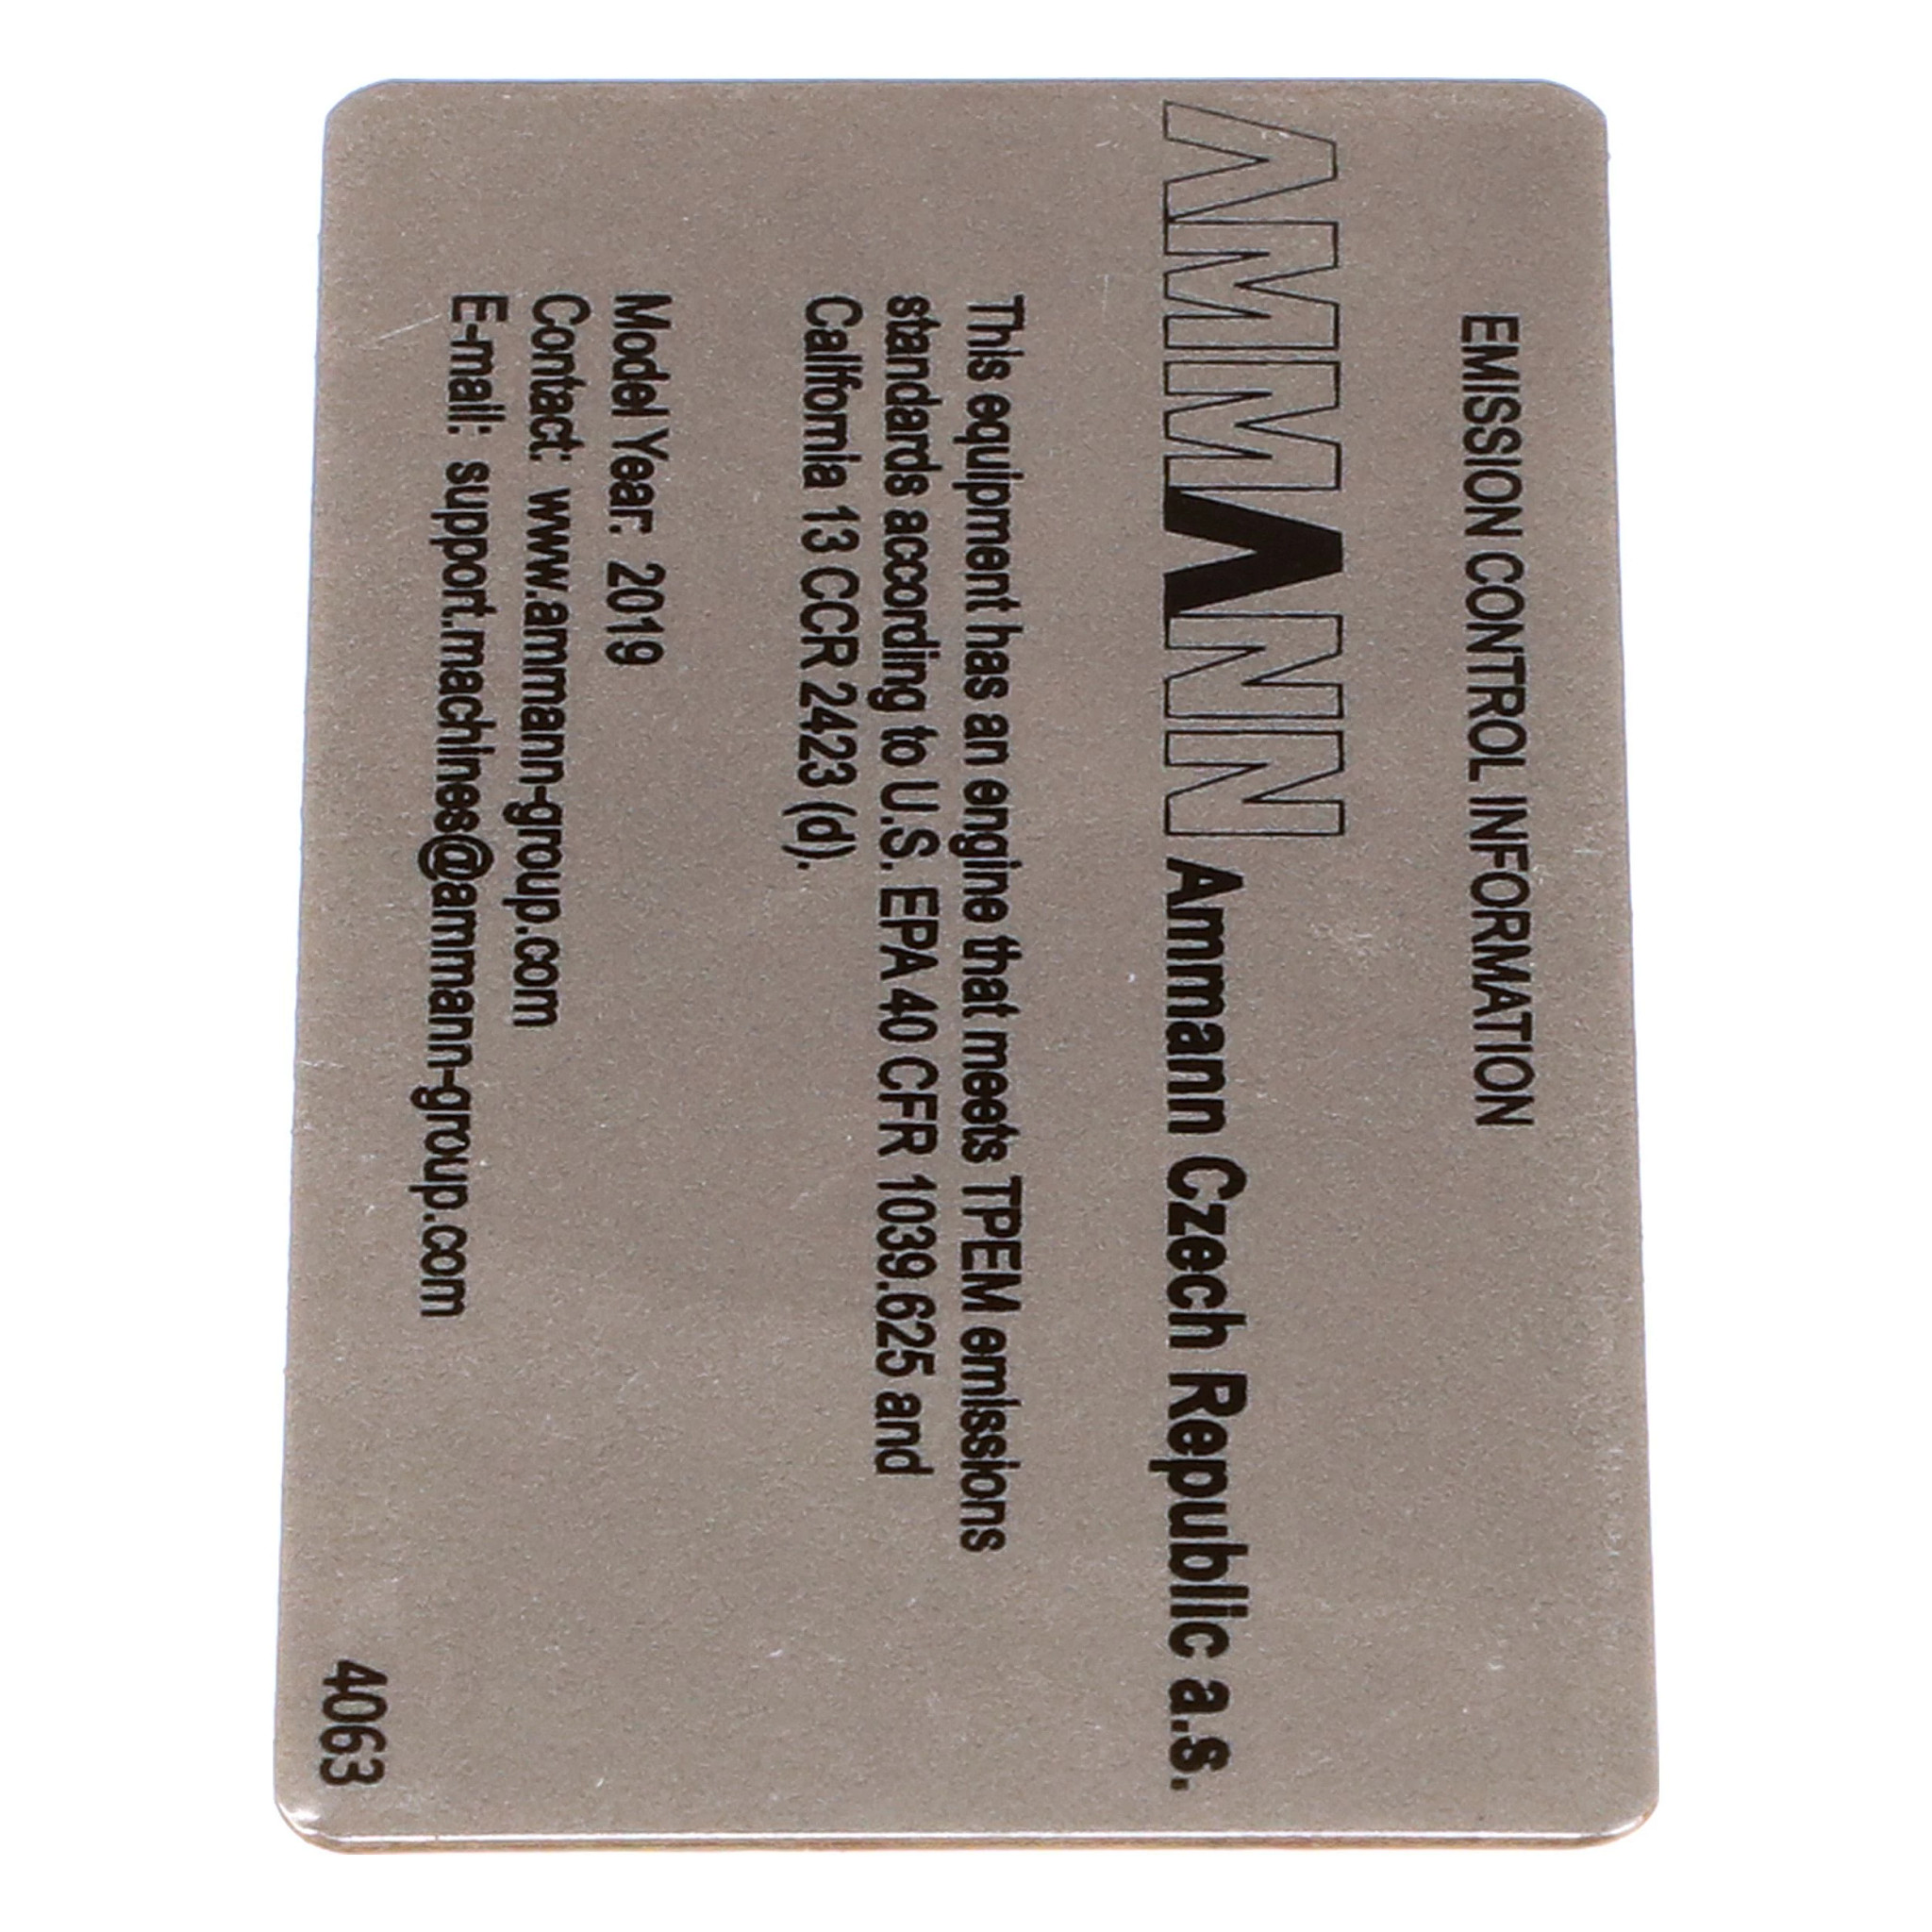 EMISSION CONTROL INFORMATION
AMMANN Ammann Czech Republic a.s.
This equipment has an engine that meets TPEM emissions
standards according to U.S. EPA 40 CFR 1039.625 and
California 13 CCR 2423 (d).
Model Year: 2019
Contact: www.ammann-group.com
E-mail: support.machines@ammann-group.com
4063